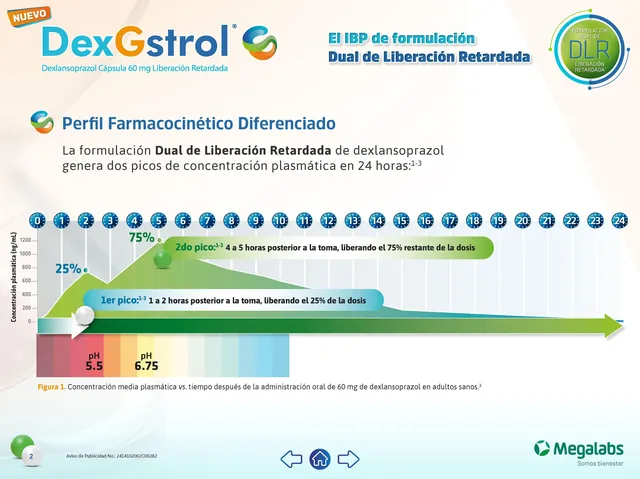 NUEVO
DexGstrol®
Dexlansoprazol Cápsula 60 mg Liberación Retardada
El IBP de formulación
Dual de Liberación Retardada
FORMULACIÓN
DUAL DE
DLR
LIBERACIÓN
RETARDADA
Perfil Farmacocinético Diferenciado
La formulación Dual de Liberación Retardada de dexlansoprazol
genera dos picos de concentración plasmática en 24 horas:1-3
0 1 2 3 4 5 6 7 8 9 10 11 12 13 14 15 16 17 18 19 20 21 22 23 24
Concentración plasmática (ng/mL)
1200
1000
800
600
400
200
0
75%
2do pico:1-3 4 a 5 horas posterior a la toma, liberando el 75% restante de la dosis
25%
1er pico:1-3 1 a 2 horas posterior a la toma, liberando el 25% de la dosis
pH
5.5
pH
6.75
Figura 1. Concentración media plasmática vs. tiempo después de la administración oral de 60 mg de dexlansoprazol en adultos sanos.3
2
Aviso de Publicidad No.: 2414102002C00282
Megalabs
Somos bienestar